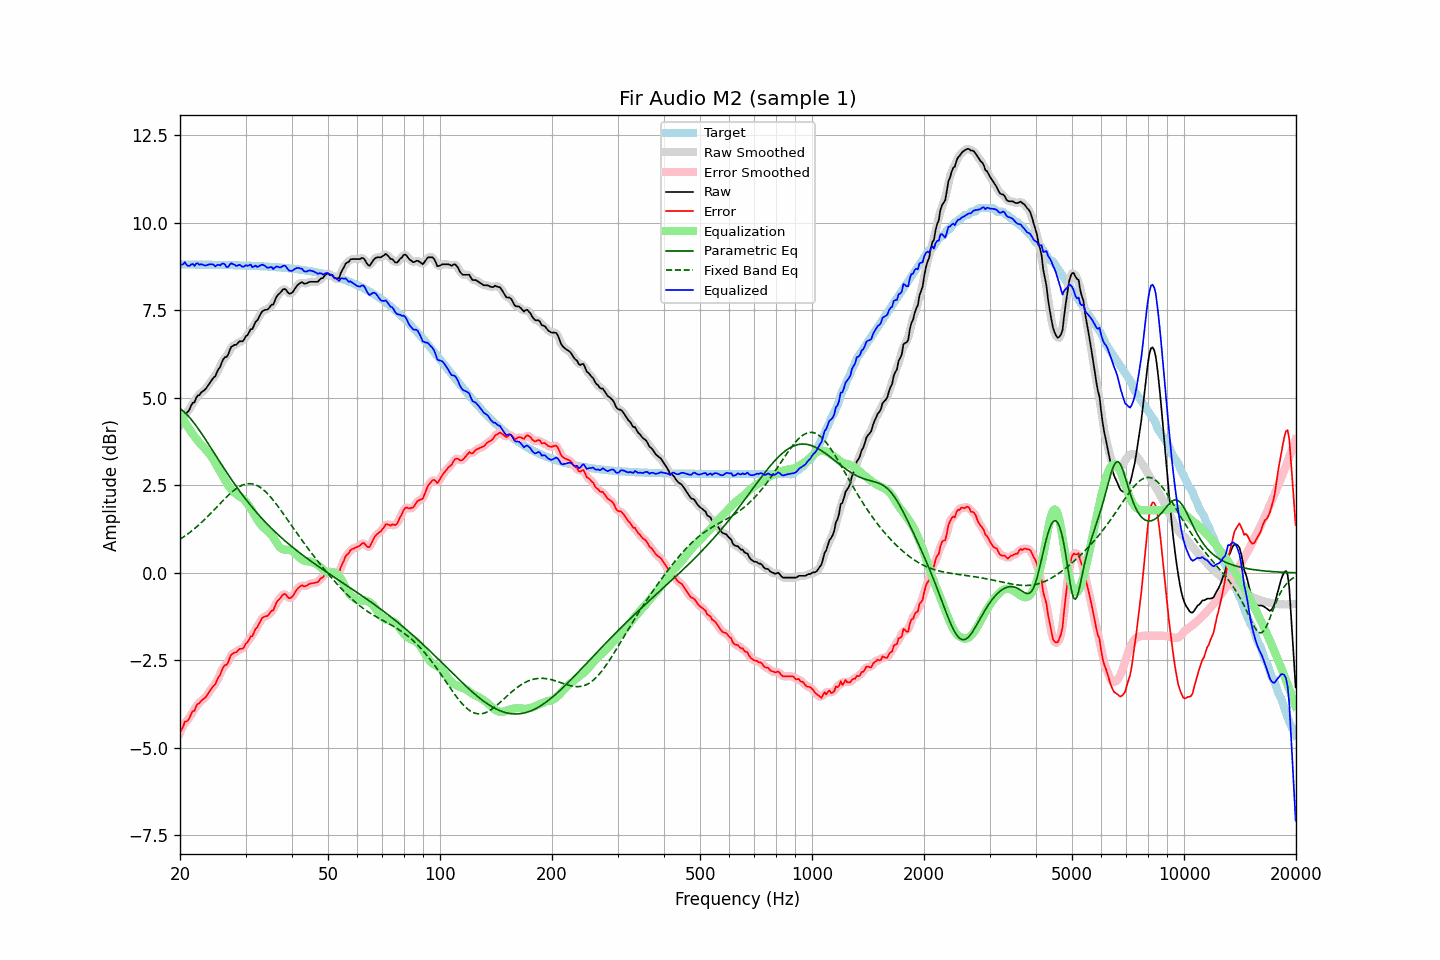 Fir Audio M2 (sample 1)
Target
Raw Smoothed
Error Smoothed
Raw
Error
Equalization
Parametric Eq
Fixed Band Eq
Equalized
Amplitude (dBr)
12.5
10.0
7.5
5.0
2.5
0.0
−2.5
−5.0
−7.5
20 50 100 200 500 1000 2000 5000 10000 20000
Frequency (Hz)